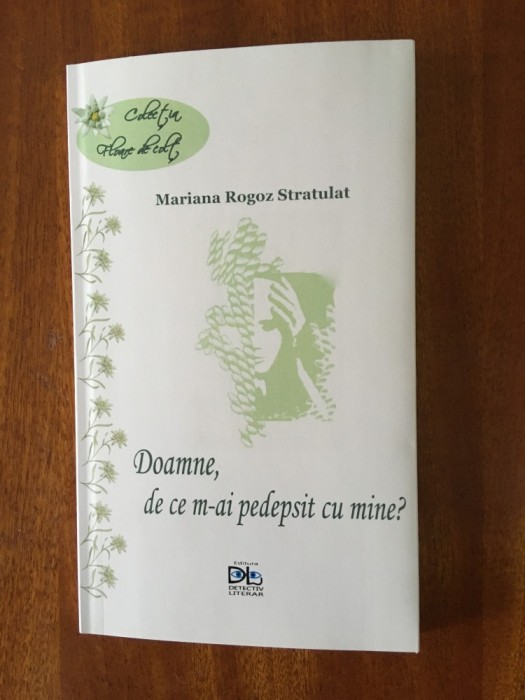 Colecția
Floare de colț
Mariana Rogoz Stratulat
Doamne,
de ce m-ai pedepsit cu mine?
Editura
DL
DETECTIV
LITERAR